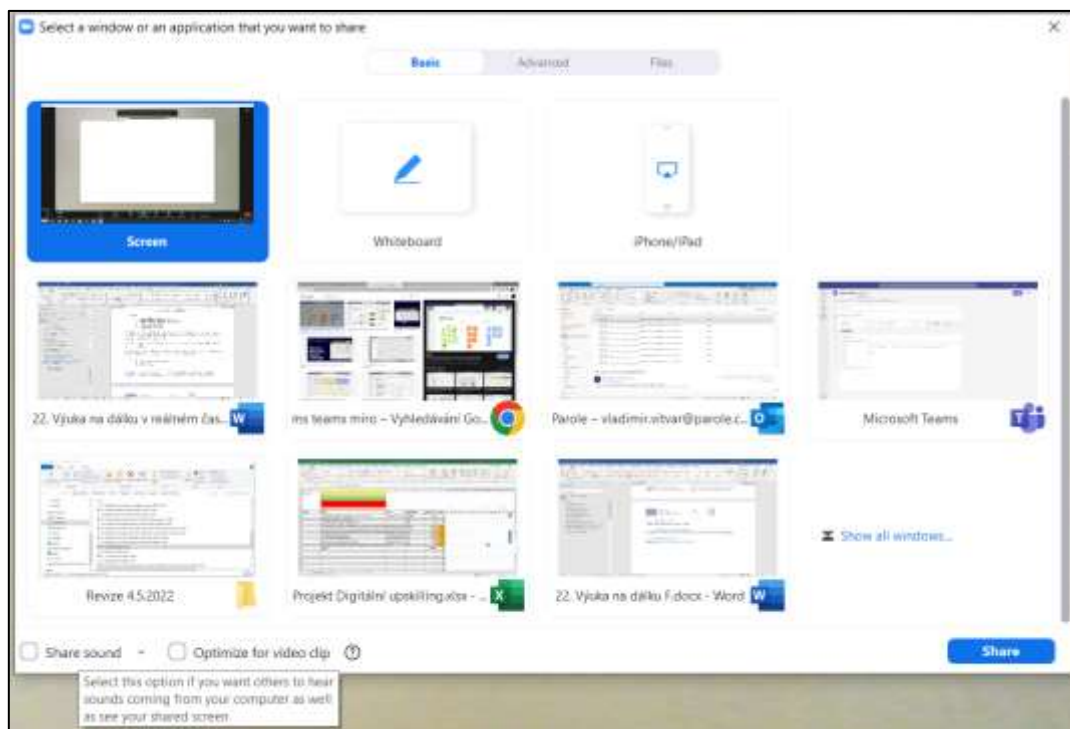 Select a window or an application that you want to share
Basic Advanced Files
Screen Whiteboard iPhone/iPad
22. Výuka na dálku v reálném čas... ms teams miro – Vyhledávání Go... Parole – vladimir.vitvar@parole.c... Microsoft Teams
Show all windows...
Revize 4.5.2022 Projekt Digitální upskilling.xlsx - ... 22. Výuka na dálku F.docx - Word
Share sound Optimize for video clip Share
Select this option if you want others to hear
sounds coming from your computer as well
as see your shared screen